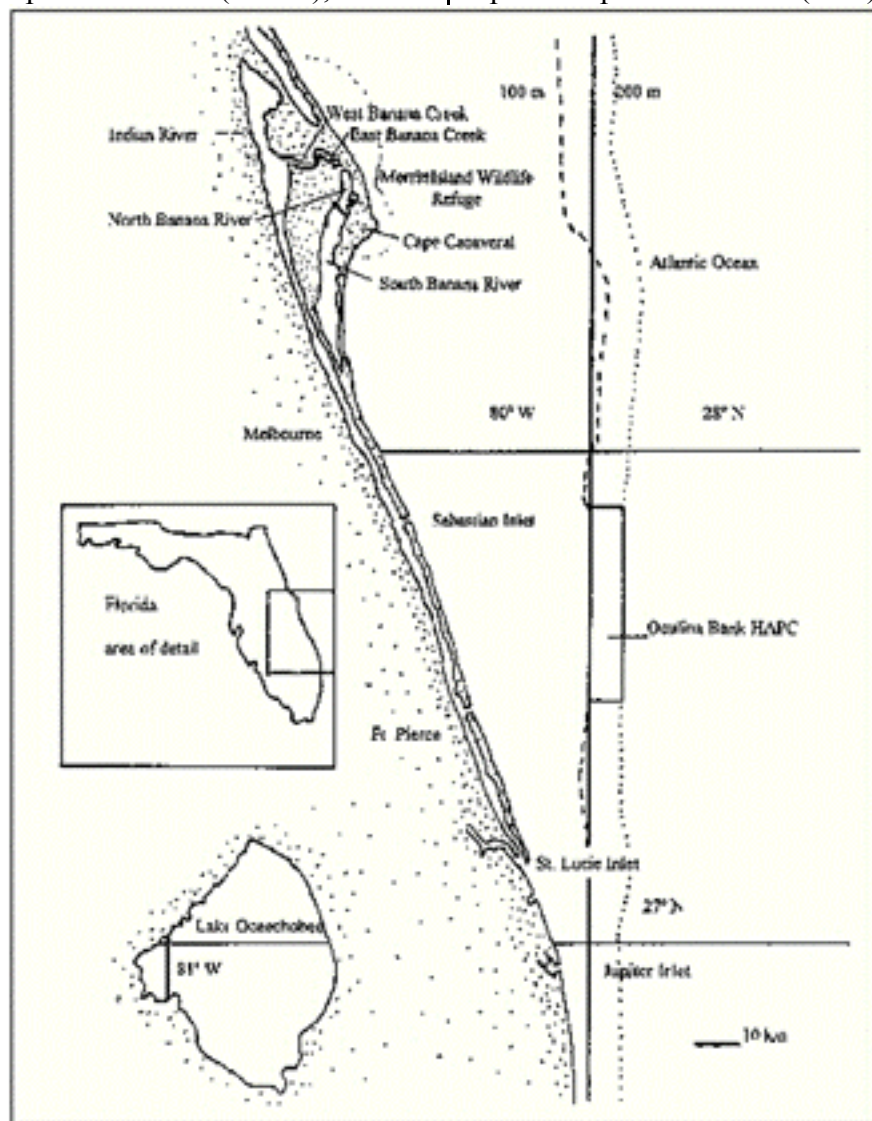 100 m
200 m
West Banana Creek
East Banana Creek
Indian River
Merritt Island Wildlife
Refuge
North Banana River
Cape Canaveral
South Banana River
Atlantic Ocean
80° W
28° N
Melbourne
Sebastian Inlet
Florida
area of detail
Oculina Bank HAPC
Ft. Pierce
St. Lucie Inlet
27° N
Lake Oceechobee
81° W
Jupiter Inlet
10 km